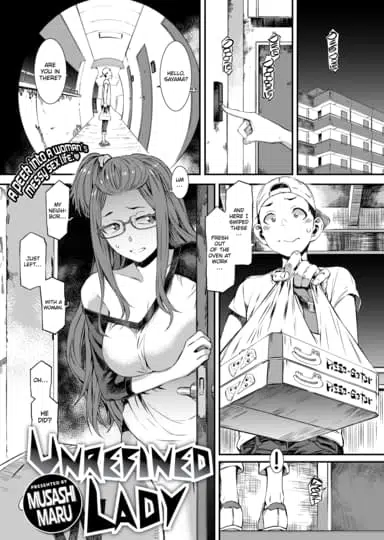 HELLO,
SAYAMA?
ARE
YOU IN
THERE?
A peek into a woman's
messy sex life.♥
UM...
AND
HERE I
SWIPED
THESE...
FRESH
OUT OF
THE
OVEN AT
WORK...
MY
NEIGH-
BOR...
JUST
LEFT...
WITH A
WOMAN.
OH...
HE
DID?
!
UNREFINED
LADY
PRESENTED BY
MUSASHI
MARU